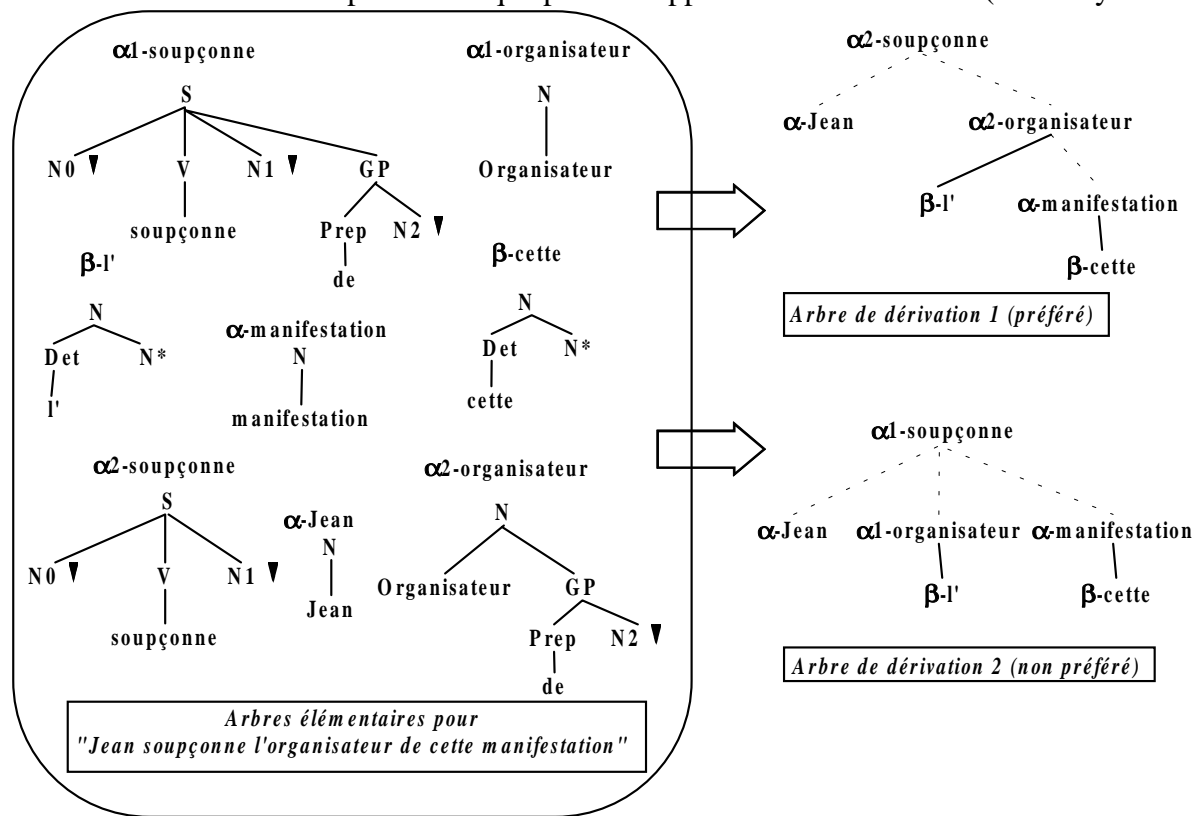 α1-soupçonne
α1-organisateur
S
N
N0 ▼ V N1 ▼ GP
Organisateur
soupçonne
Prep N2 ▼
de
β-l'
N
Det N*
l'
α-manifestation
N
manifestation
β-cette
N
Det N*
cette
α2-soupçonne
S
N0 ▼ V N1 ▼
soupçonne
α-Jean
N
Jean
α2-organisateur
N
Organisateur GP
Prep N2 ▼
de
Arbres élémentaires pour
"Jean soupçonne l'organisateur de cette manifestation"
α2-soupçonne
α-Jean α2-organisateur
β-l' α-manifestation
β-cette
Arbre de dérivation 1 (préféré)
α1-soupçonne
α-Jean α1-organisateur α-manifestation
β-l' β-cette
Arbre de dérivation 2 (non préféré)